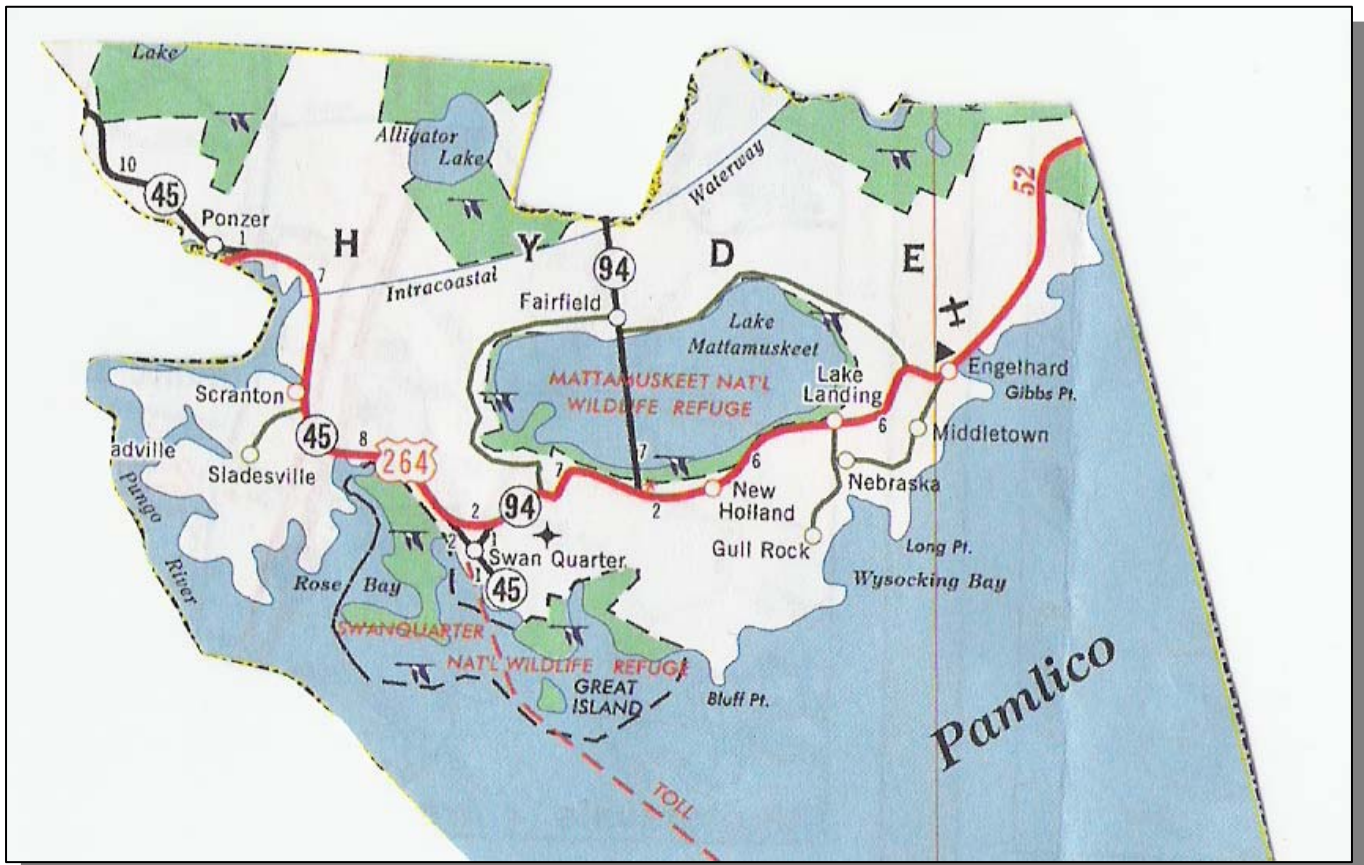 Lake
Alligator
Lake
10
45
Ponzer
1
H
Y
D
E
Waterway
52
7
Intracoastal
94
Fairfield
Lake
Mattamuskeet
MATTAMUSKEET NAT'L
WILDLIFE REFUGE
Lake
Landing
Engelhard
Gibbs Pt.
Scranton
45
8
264
6
Middletown
adville
Sladesville
7
7
6
Nebraska
Pungo
River
2
94
2
New
Holland
Gull Rock
Long Pt.
2
1
Swan Quarter
1
45
Rose Bay
Wysocking Bay
SWANQUARTER
NAT'L WILDLIFE REFUGE
GREAT
ISLAND
Bluff Pt.
Pamlico
TOLL